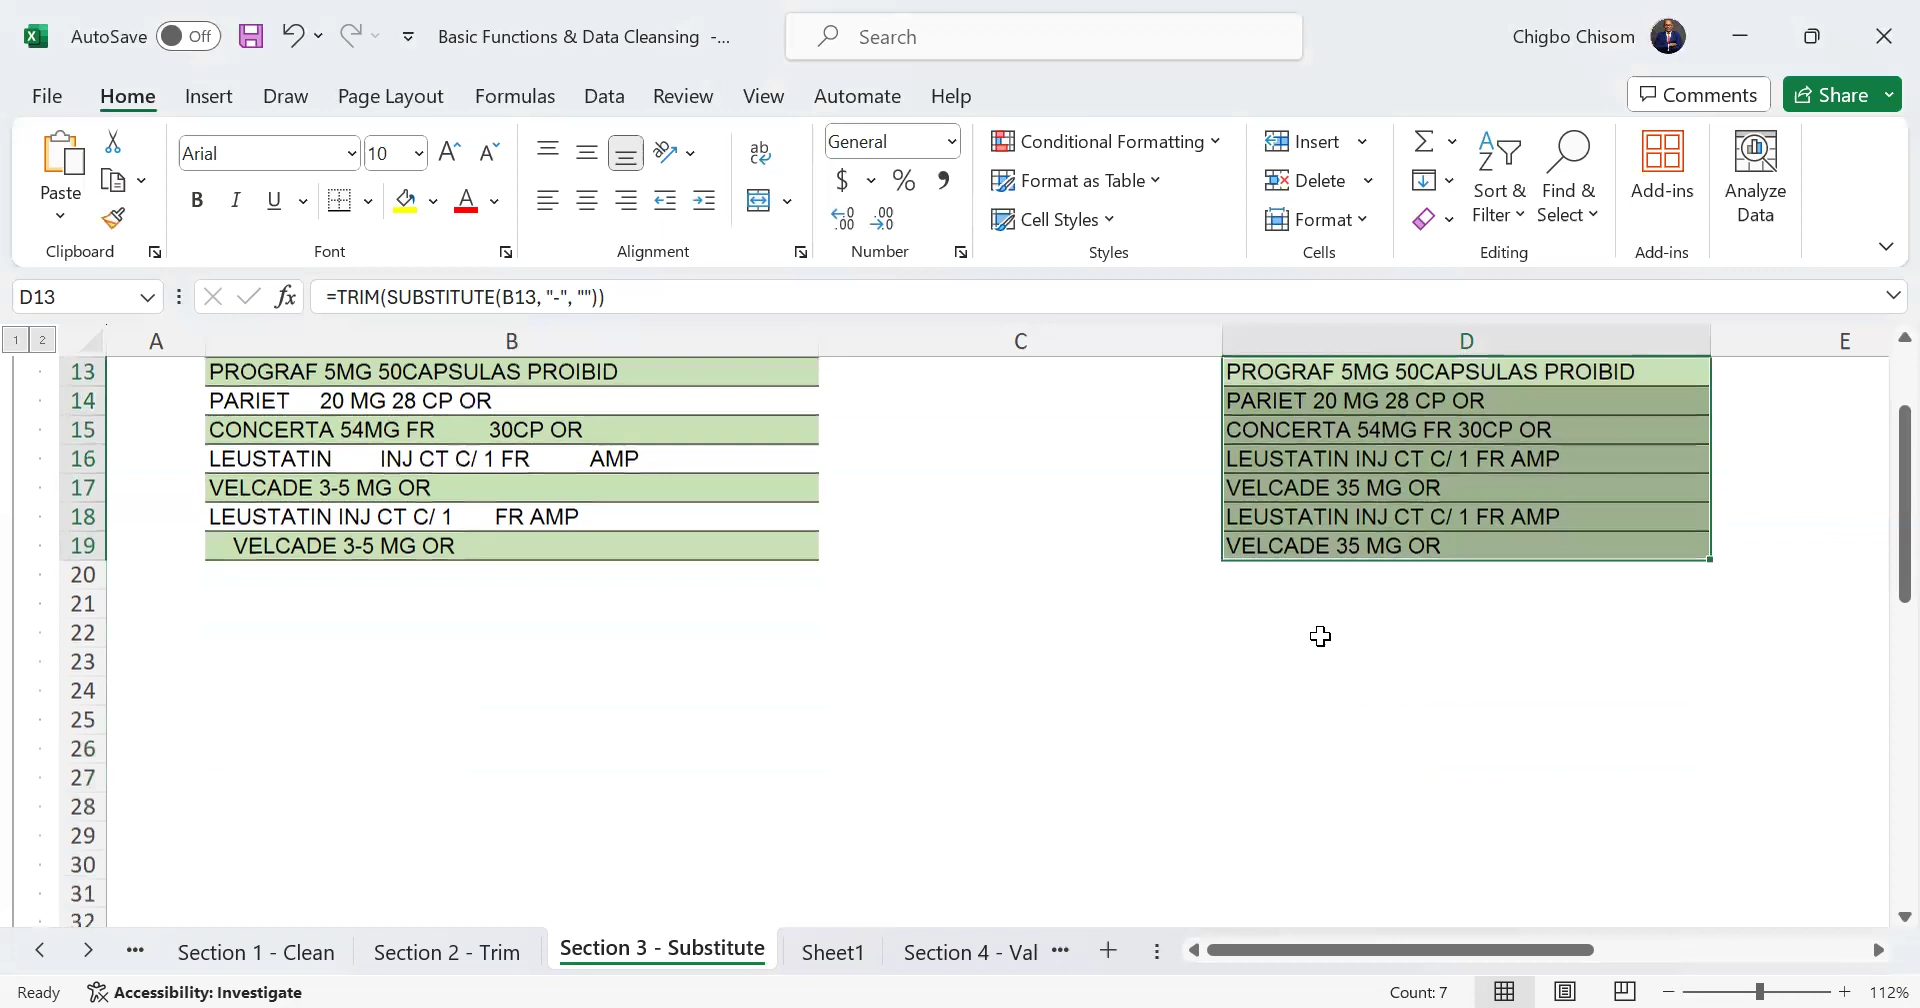 AutoSave Off Basic Functions & Data Cleansing -... Search Chigbo Chisom
File Home Insert Draw Page Layout Formulas Data Review View Automate Help Comments Share
Paste
Clipboard
Arial 10
B I U A
Font
ab
Alignment
General
$ % ,
.00 .00
Number
Conditional Formatting
Format as Table
Cell Styles
Styles
Insert
Delete
Format
Cells
Sort &
Filter
Find &
Select
Editing
Add-ins
Add-ins
Analyze
Data
D13 fx =TRIM(SUBSTITUTE(B13, "-", ""))
1 2 A B C D E
13 PROGRAF 5MG 50CAPSULAS PROIBID PROGRAF 5MG 50CAPSULAS PROIBID
14 PARIET 20 MG 28 CP OR PARIET 20 MG 28 CP OR
15 CONCERTA 54MG FR 30CP OR CONCERTA 54MG FR 30CP OR
16 LEUSTATIN INJ CT C/ 1 FR AMP LEUSTATIN INJ CT C/ 1 FR AMP
17 VELCADE 3-5 MG OR VELCADE 35 MG OR
18 LEUSTATIN INJ CT C/ 1 FR AMP LEUSTATIN INJ CT C/ 1 FR AMP
19 VELCADE 3-5 MG OR VELCADE 35 MG OR
20
21
22
23
24
25
26
27
28
29
30
31
32
Section 1 - Clean Section 2 - Trim Section 3 - Substitute Sheet1 Section 4 - Val
Ready Accessibility: Investigate Count: 7 112%